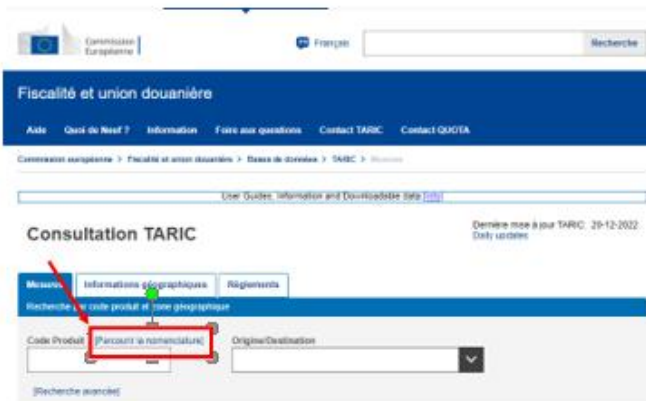 Commission
Européenne
Français
Recherche
Fiscalité et union douanière
Aide Quoi de Neuf ? Information Foire aux questions Contact TARIC Contact QUOTA
Commission européenne > Fiscalité et union douanière > Bases de données > TARIC > Mesures
User Guides, Information and Downloadable data [info]
Consultation TARIC
Dernière mise à jour TARIC: 20-12-2022
Daily updates
Mesures Informations géographiques Règlements
Recherche par code produit et zone géographique
Code Produit [Parcourir la nomenclature] Origine/Destination
[Recherche avancée]